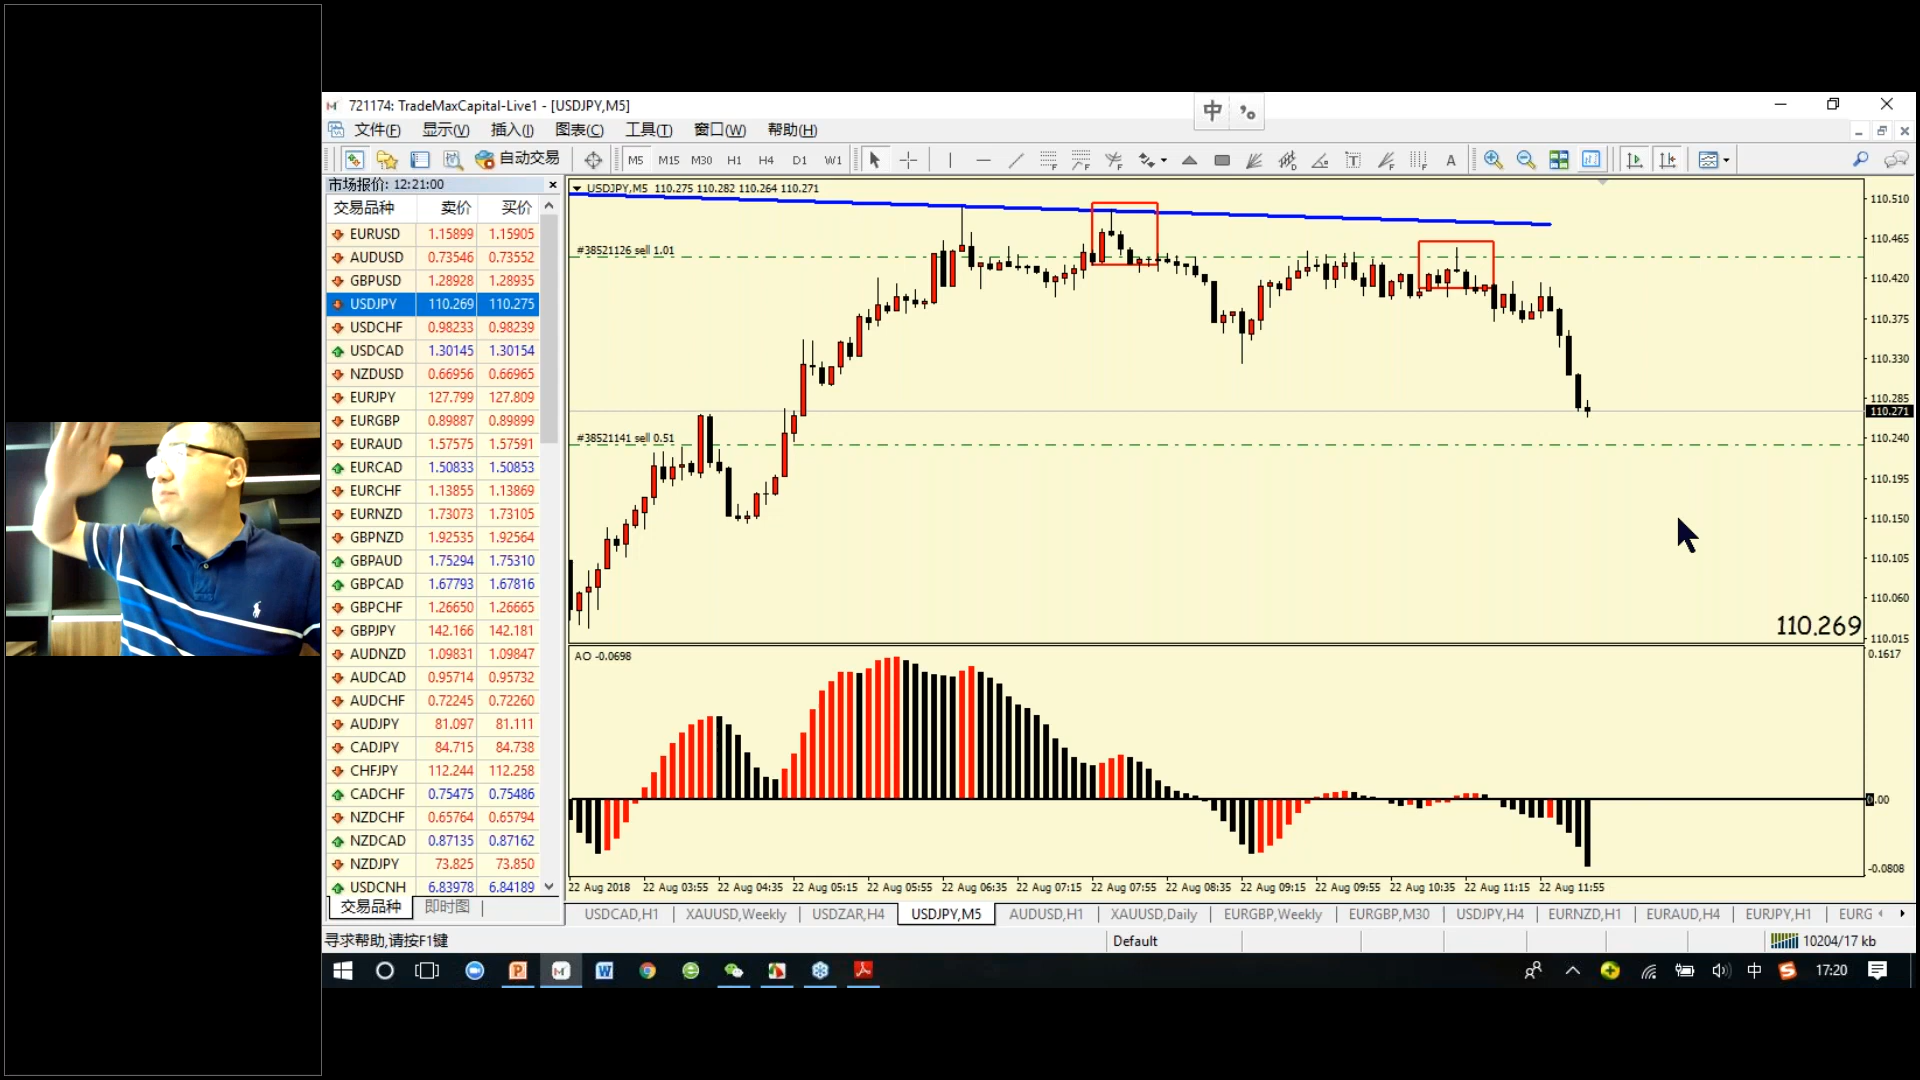 721174: TradeMaxCapital-Live1 - [USDJPY,M5]
中 °,
文件(F) 显示(V) 插入(I) 图表(C) 工具(T) 窗口(W) 帮助(H)
自动交易 M5 M15 M30 H1 H4 D1 W1 A
市场报价: 12:21:00
交易品种 卖价 买价
EURUSD 1.15899 1.15905
AUDUSD 0.73546 0.73552
GBPUSD 1.28928 1.28935
USDJPY 110.269 110.275
USDCHF 0.98233 0.98239
USDCAD 1.30145 1.30154
NZDUSD 0.66956 0.66965
EURJPY 127.799 127.809
EURGBP 0.89887 0.89899
EURAUD 1.57575 1.57591
EURCAD 1.50833 1.50853
EURCHF 1.13855 1.13869
EURNZD 1.73073 1.73105
GBPNZD 1.92535 1.92564
GBPAUD 1.75294 1.75310
GBPCAD 1.67793 1.67816
GBPCHF 1.26650 1.26665
GBPJPY 142.166 142.181
AUDNZD 1.09831 1.09847
AUDCAD 0.95714 0.95732
AUDCHF 0.72245 0.72260
AUDJPY 81.097 81.111
CADJPY 84.715 84.738
CHFJPY 112.244 112.258
CADCHF 0.75475 0.75486
NZDCHF 0.65764 0.65794
NZDCAD 0.87135 0.87162
NZDJPY 73.825 73.850
USDCNH 6.83978 6.84189
交易品种 即时图
USDJPY,M5 110.275 110.282 110.264 110.271
#38521126 sell 1.01
#38521141 sell 0.51
110.510
110.465
110.420
110.375
110.330
110.285
110.271
110.240
110.195
110.150
110.105
110.060
110.015
110.269
AO -0.0698
0.1617
0.00
-0.0808
22 Aug 2018 22 Aug 03:55 22 Aug 04:35 22 Aug 05:15 22 Aug 05:55 22 Aug 06:35 22 Aug 07:15 22 Aug 07:55 22 Aug 08:35 22 Aug 09:15 22 Aug 09:55 22 Aug 10:35 22 Aug 11:15 22 Aug 11:55
USDCAD,H1 XAUUSD,Weekly USDZAR,H4 USDJPY,M5 AUDUSD,H1 XAUUSD,Daily EURGBP,Weekly EURGBP,M30 USDJPY,H4 EURNZD,H1 EURAUD,H4 EURJPY,H1 EURG
寻求帮助,请按F1键 Default 10204/17 kb
中 17:20